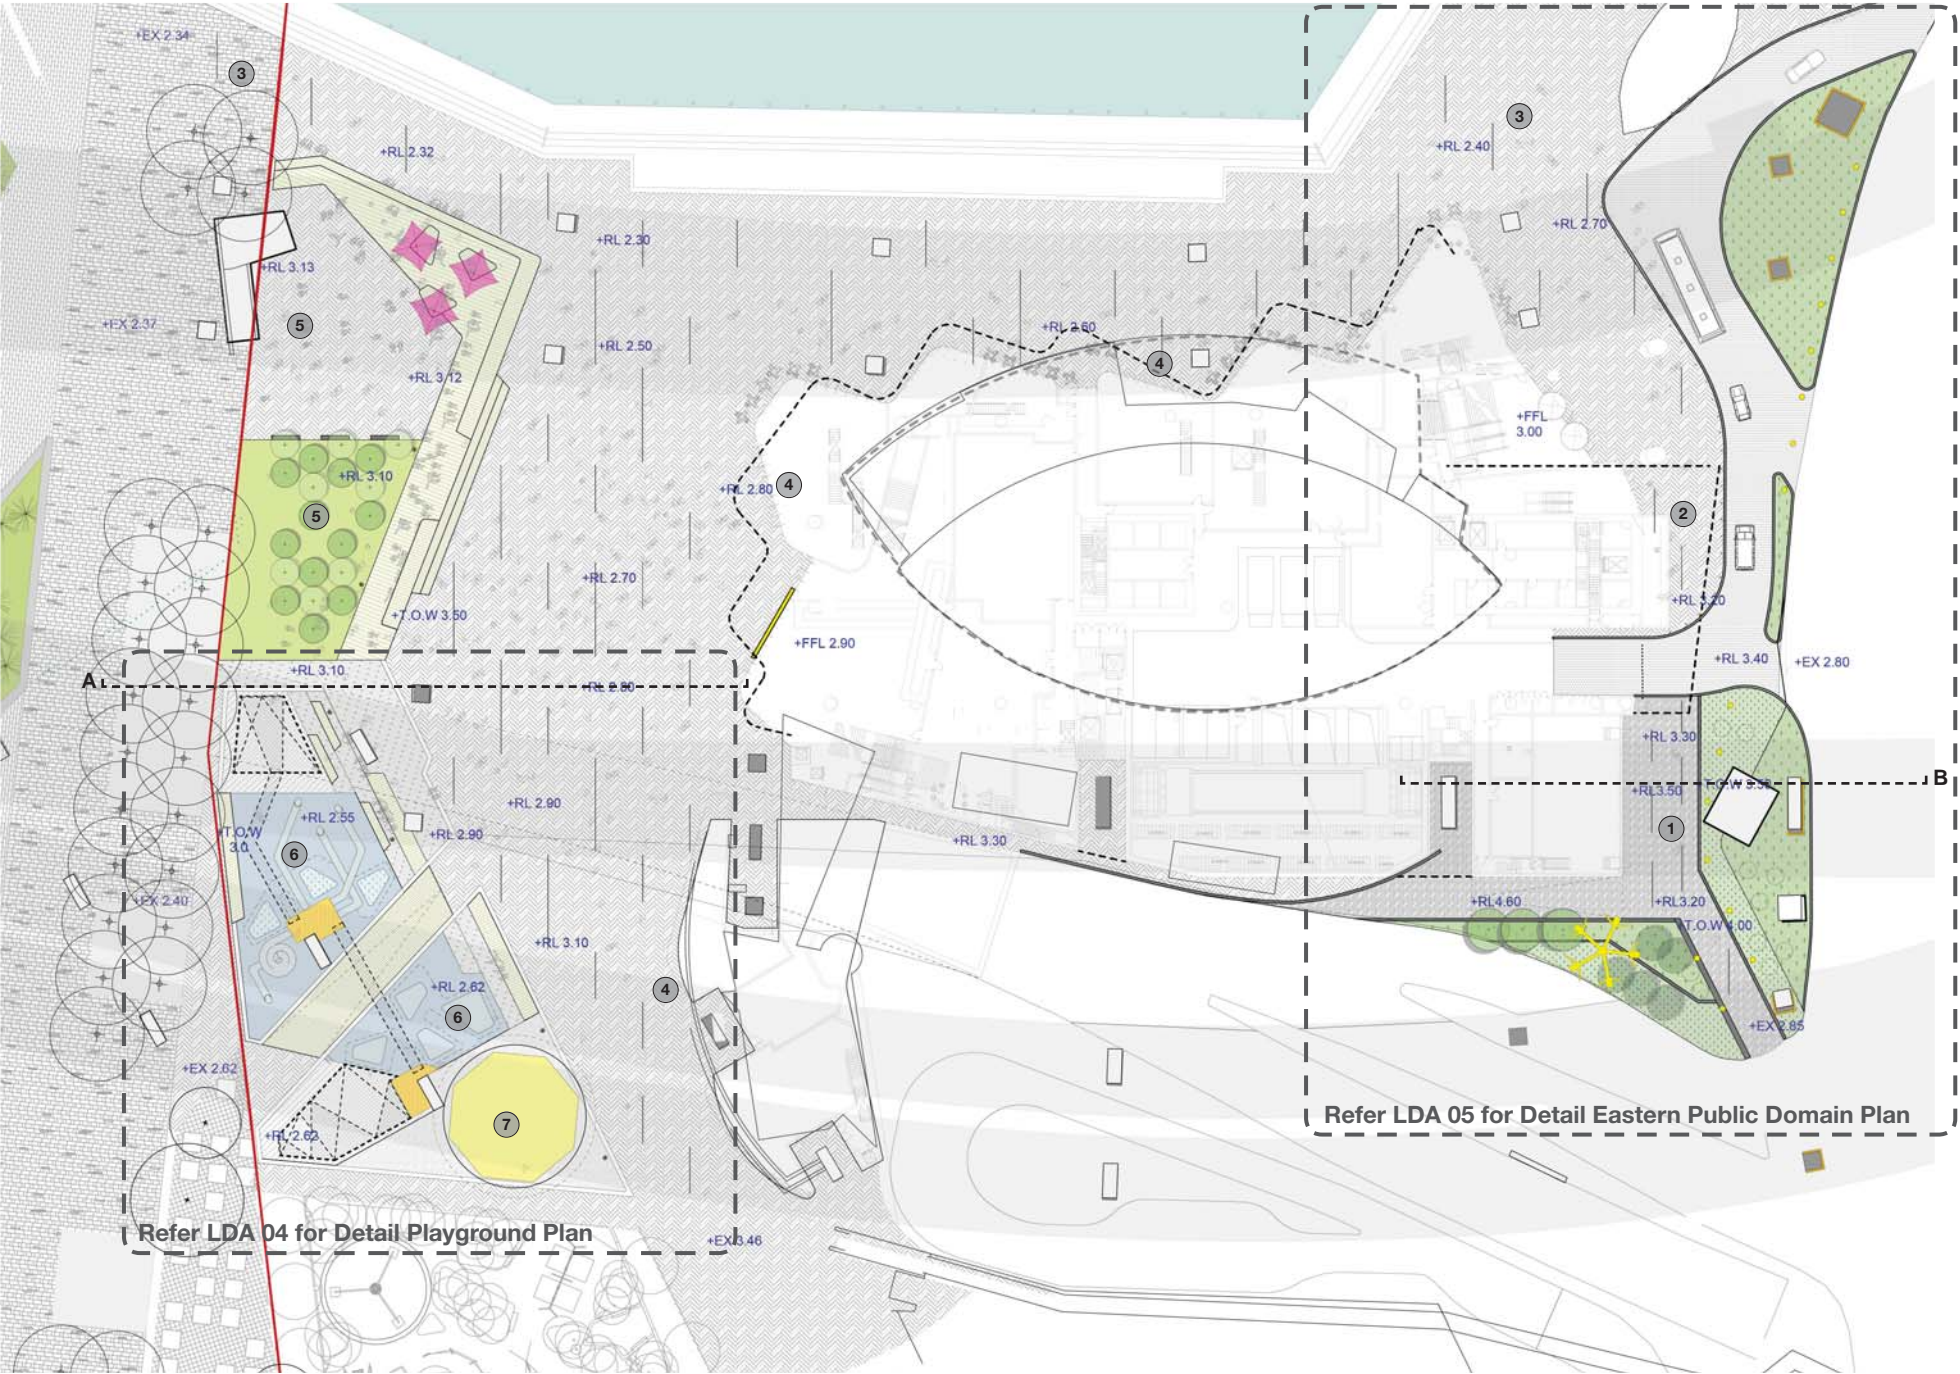 +EX 2.34
3
3
+RL 2.32
+RL 2.40
+RL 2.70
+RL 2.30
+RL 3.13
+EX 2.37
5
+RL 2.60
+RL 2.50
4
+RL 3.12
+FFL
3.00
+RL 3.10
+RL 2.80
4
5
2
+RL 2.70
+RL 3.20
+T.O.W 3.50
+FFL 2.90
+RL 3.10
+RL 3.40
+EX 2.80
A
+RL 2.80
+RL 3.30
B
T.O.W 3.50
+RL3.50
+RL 2.90
+RL 2.55
+T.O.W
3.0
+RL 2.90
1
+RL 3.30
6
+EX 2.40
+RL4.60
+RL3.20
T.O.W 4.00
+RL 3.10
+RL 2.62
4
6
+EX 2.85
+EX 2.62
Refer LDA 05 for Detail Eastern Public Domain Plan
7
+RL 2.62
Refer LDA 04 for Detail Playground Plan
+EX 3.46